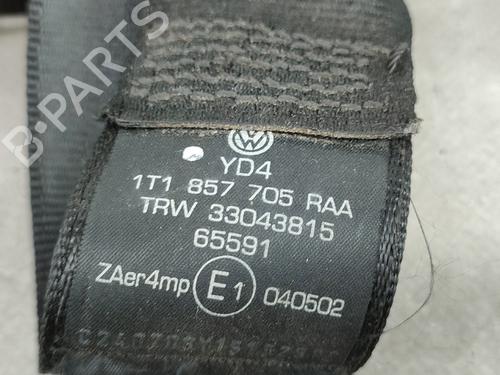 B-PARTS
YD4
1T1 857 705 RAA
TRW 33043815
65591
ZAer4mp E1 040502